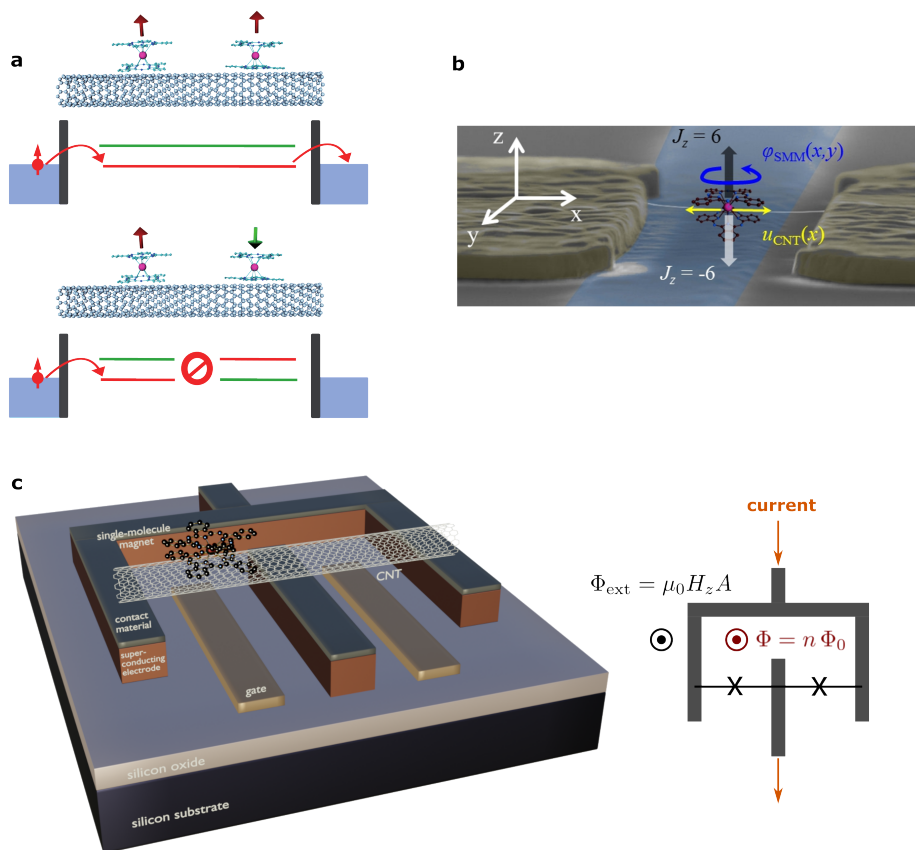 a
b
z
x
y
J_z = 6
φ_SMM(x,y)
u_CNT(x)
J_z = -6
c
single-molecule
magnet
CNT
contact
material
super-
conducting
electrode
gate
silicon oxide
silicon substrate
current
Φ_ext = μ_0 H_z A
Φ = n Φ_0
X X